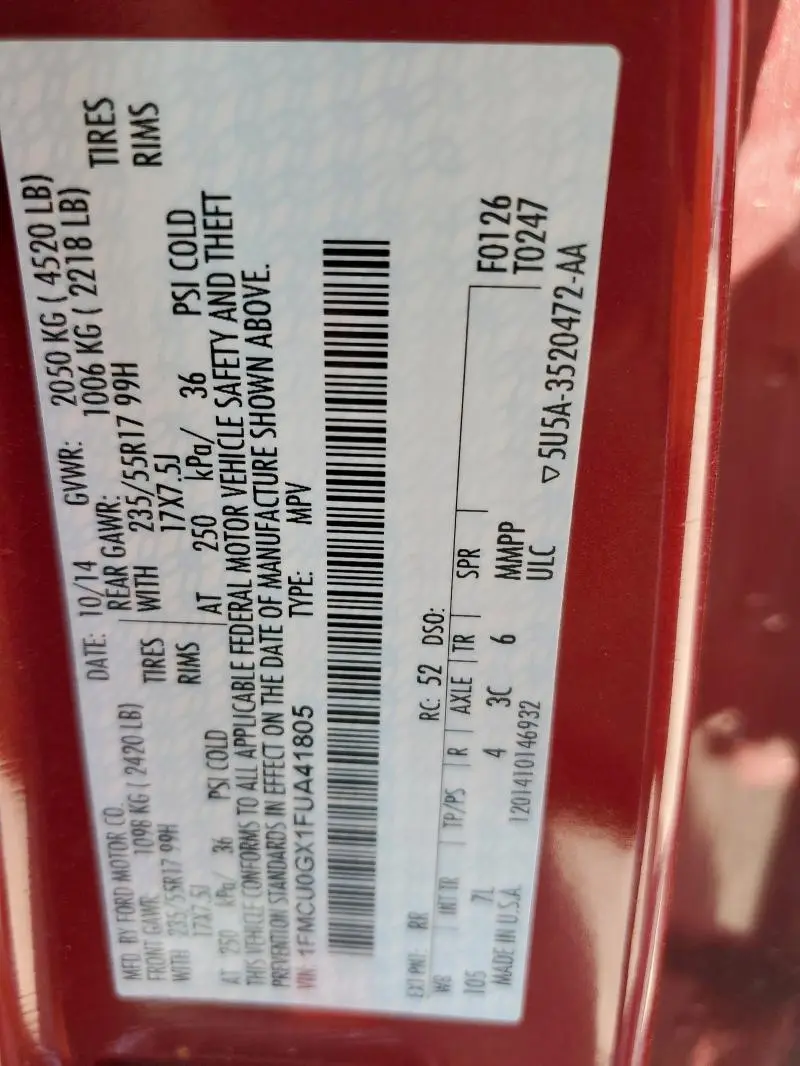 MFD. BY FORD MOTOR CO. DATE: 10/14 GVWR: 2050 KG ( 4520 LB)
FRONT GAWR: 1098 KG ( 2420 LB) REAR GAWR: 1006 KG ( 2218 LB)
WITH 235/55R17 99H TIRES WITH 235/55R17 99H TIRES
17X7.5J RIMS 17X7.5J RIMS
AT 250 kPa/ 36 PSI COLD AT 250 kPa/ 36 PSI COLD
THIS VEHICLE CONFORMS TO ALL APPLICABLE FEDERAL MOTOR VEHICLE SAFETY AND THEFT
PREVENTION STANDARDS IN EFFECT ON THE DATE OF MANUFACTURE SHOWN ABOVE.
VIN: 1FMCU0GX1FUA41805 TYPE: MPV
EXT PNT: RR RC: 52 DSO:
WB INT TR TP/PS R AXLE TR SPR F0126
105 7L 4 3C 6 MMPP T0247
MADE IN U.S.A. 1201410146932 ULC
▽5U5A-3520472-AA